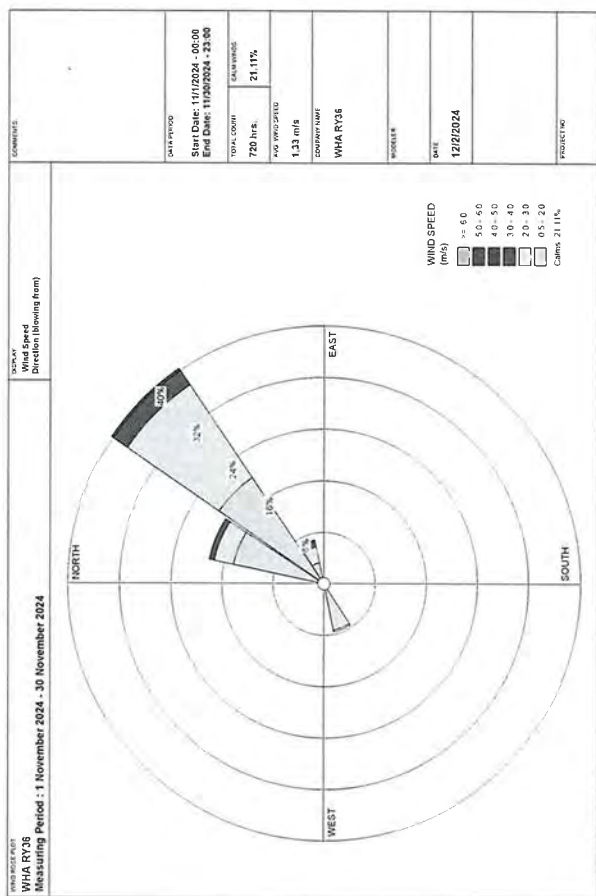 WIND ROSE PLOT
WHA RY36
Measuring Period : 1 November 2024 - 30 November 2024
DISPLAY
Wind Speed
Direction (blowing from)
COMMENTS
NORTH
EAST
SOUTH
WEST
16%
24%
32%
40%
WIND SPEED
(m/s)
>= 6.0
5.0 - 6.0
4.0 - 5.0
3.0 - 4.0
2.0 - 3.0
0.5 - 2.0
Calms 21.11%
DATA PERIOD
Start Date: 11/1/2024 - 00:00
End Date: 11/30/2024 - 23:00
TOTAL COUNT
720 hrs.
CALM WINDS
21.11%
AVG. WIND SPEED
1.33 m/s
COMPANY NAME
WHA RY36
MODELER
DATE
12/2/2024
PROJECT NO